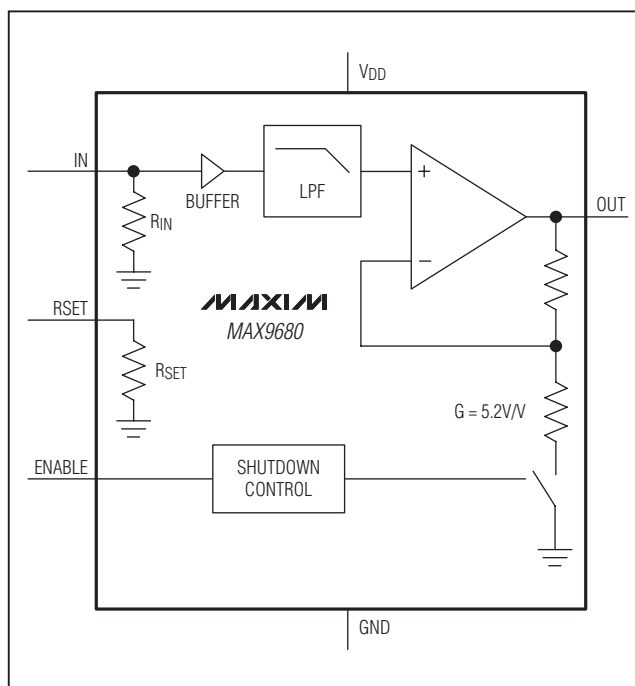 VDD
IN
BUFFER
LPF
RIN
+
−
OUT
RSET
MAXIM
MAX9680
RSET
G = 5.2V/V
ENABLE
SHUTDOWN
CONTROL
GND